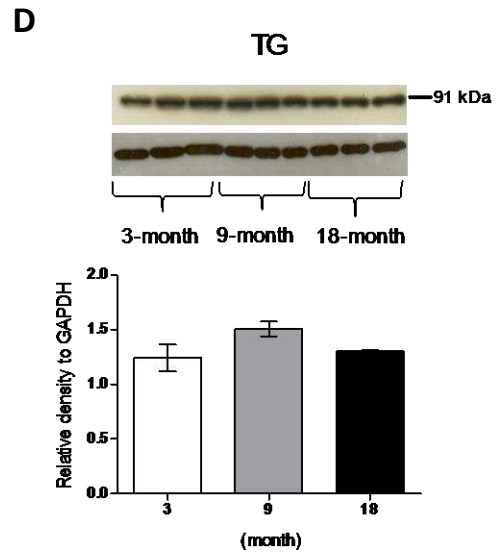 D
TG
91 kDa
3-month 9-month 18-month
Relative density to GAPDH
2.0
1.5
1.0
0.5
0.0
3 9 18
(month)